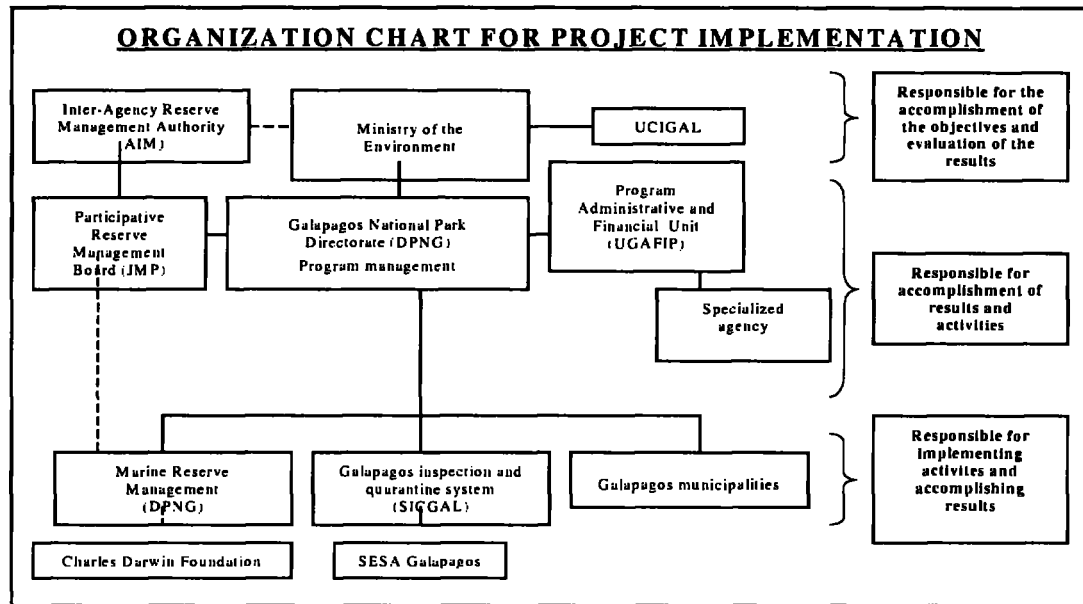 ORGANIZATION CHART FOR PROJECT IMPLEMENTATION
Inter-Agency Reserve
Management Authority
(AIM)
Ministry of the
Environment
UCIGAL
Responsible for the
accomplishment of
the objectives and
evaluation of the
results
Participative
Reserve
Management
Board (JMP)
Galapagos National Park
Directorate (DPNG)
Program management
Program
Administrative and
Financial Unit
(UGAFIP)
Specialized
agency
Responsible for
accomplishment of
results and
activities
Marine Reserve
Management
(DPNG)
Galapagos inspection and
quarantine system
(SICGAL)
Galapagos municipalities
Responsible for
implementing
activites and
accomplishing
results
Charles Darwin Foundation
SESA Galapagos